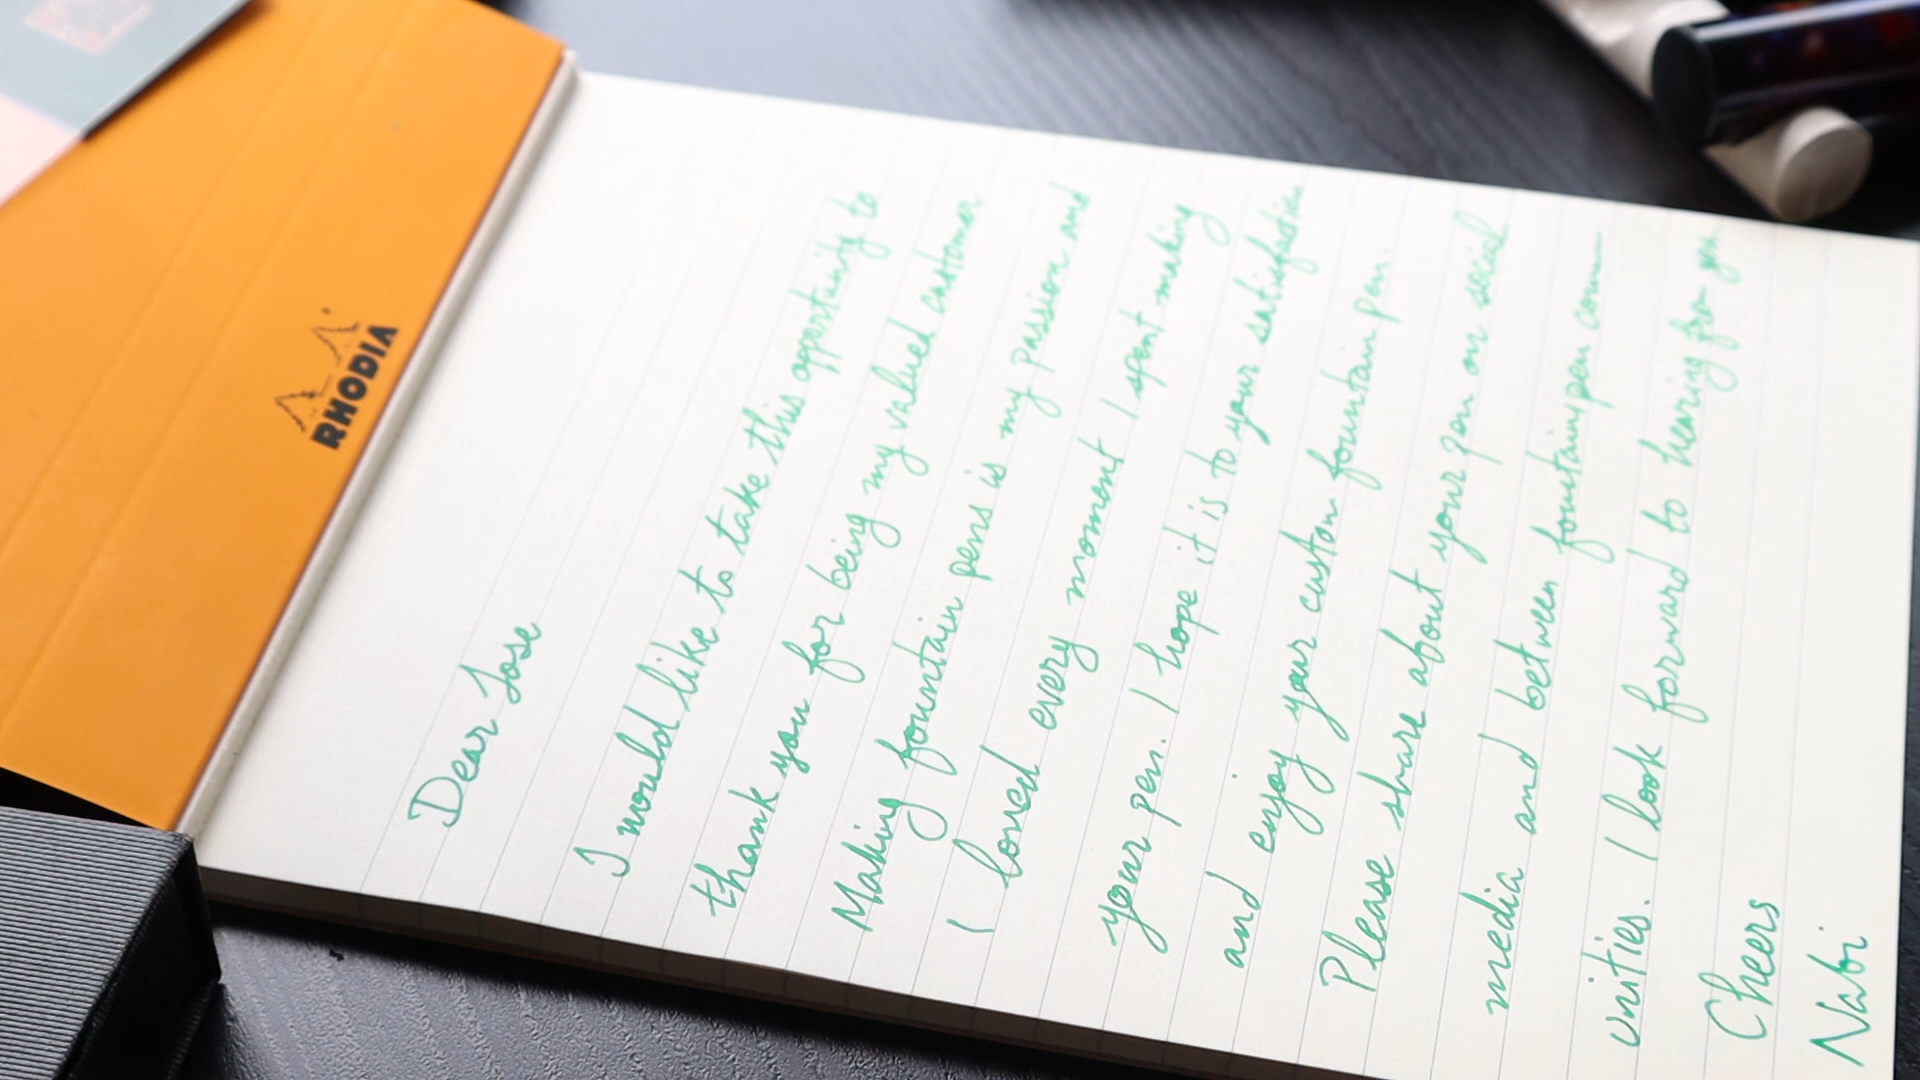 RHODIA
Dear Jose
I would like to take this opportunity to
thank you for being my valued customer
Making fountain pens is my passion and
I loved every moment I spent making
your pen. I hope it is to your satisfaction
and enjoy your custom fountain pen.
Please share about your pen on social
media and between fountain pen comm
unities. I look forward to hearing from you
Cheers
Nabi